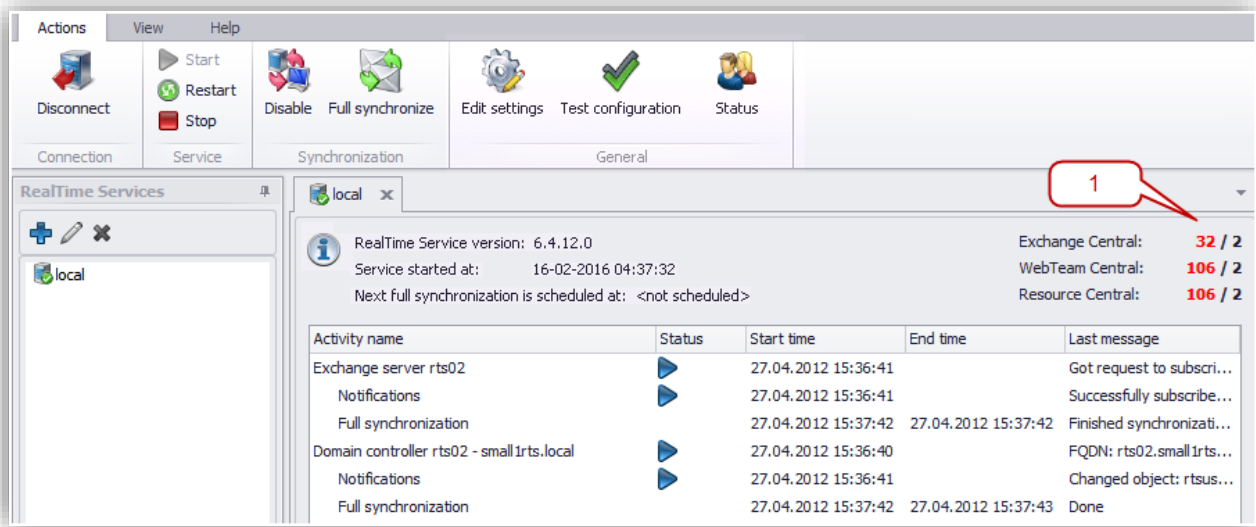 Actions View Help
Start
Restart
Disconnect Stop Disable Full synchronize Edit settings Test configuration Status
Connection Service Synchronization General
RealTime Services
local
local
1
RealTime Service version: 6.4.12.0
Service started at: 16-02-2016 04:37:32
Next full synchronization is scheduled at: <not scheduled>
Exchange Central: 32 / 2
WebTeam Central: 106 / 2
Resource Central: 106 / 2
Activity name Status Start time End time Last message
Exchange server rts02 27.04.2012 15:36:41 Got request to subscri...
Notifications 27.04.2012 15:36:41 Successfully subscribe...
Full synchronization 27.04.2012 15:37:42 27.04.2012 15:37:42 Finished synchronizati...
Domain controller rts02 - small1rts.local 27.04.2012 15:36:40 FQDN: rts02.small1rts...
Notifications 27.04.2012 15:36:41 Changed object: rtsus...
Full synchronization 27.04.2012 15:37:42 27.04.2012 15:37:43 Done